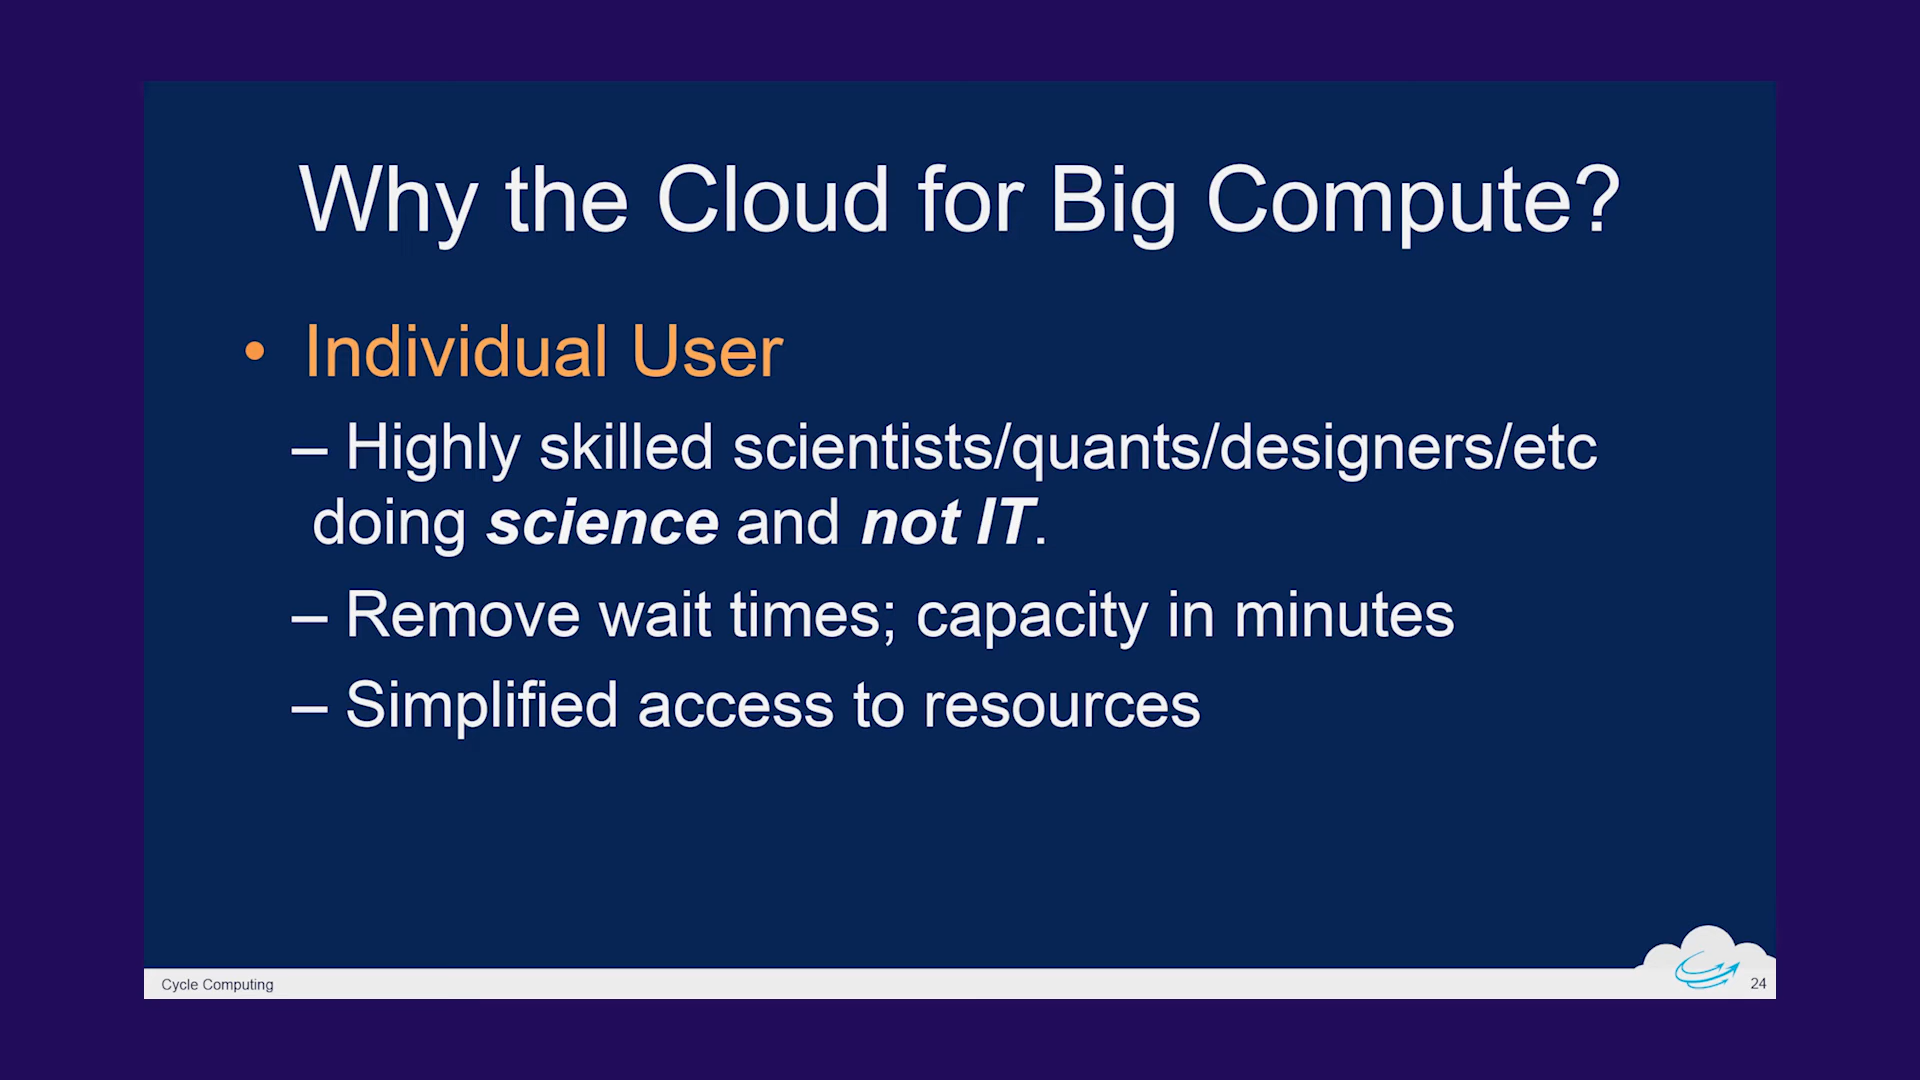 Why the Cloud for Big Compute?
• Individual User
– Highly skilled scientists/quants/designers/etc
doing science and not IT.
– Remove wait times; capacity in minutes
– Simplified access to resources
Cycle Computing
24